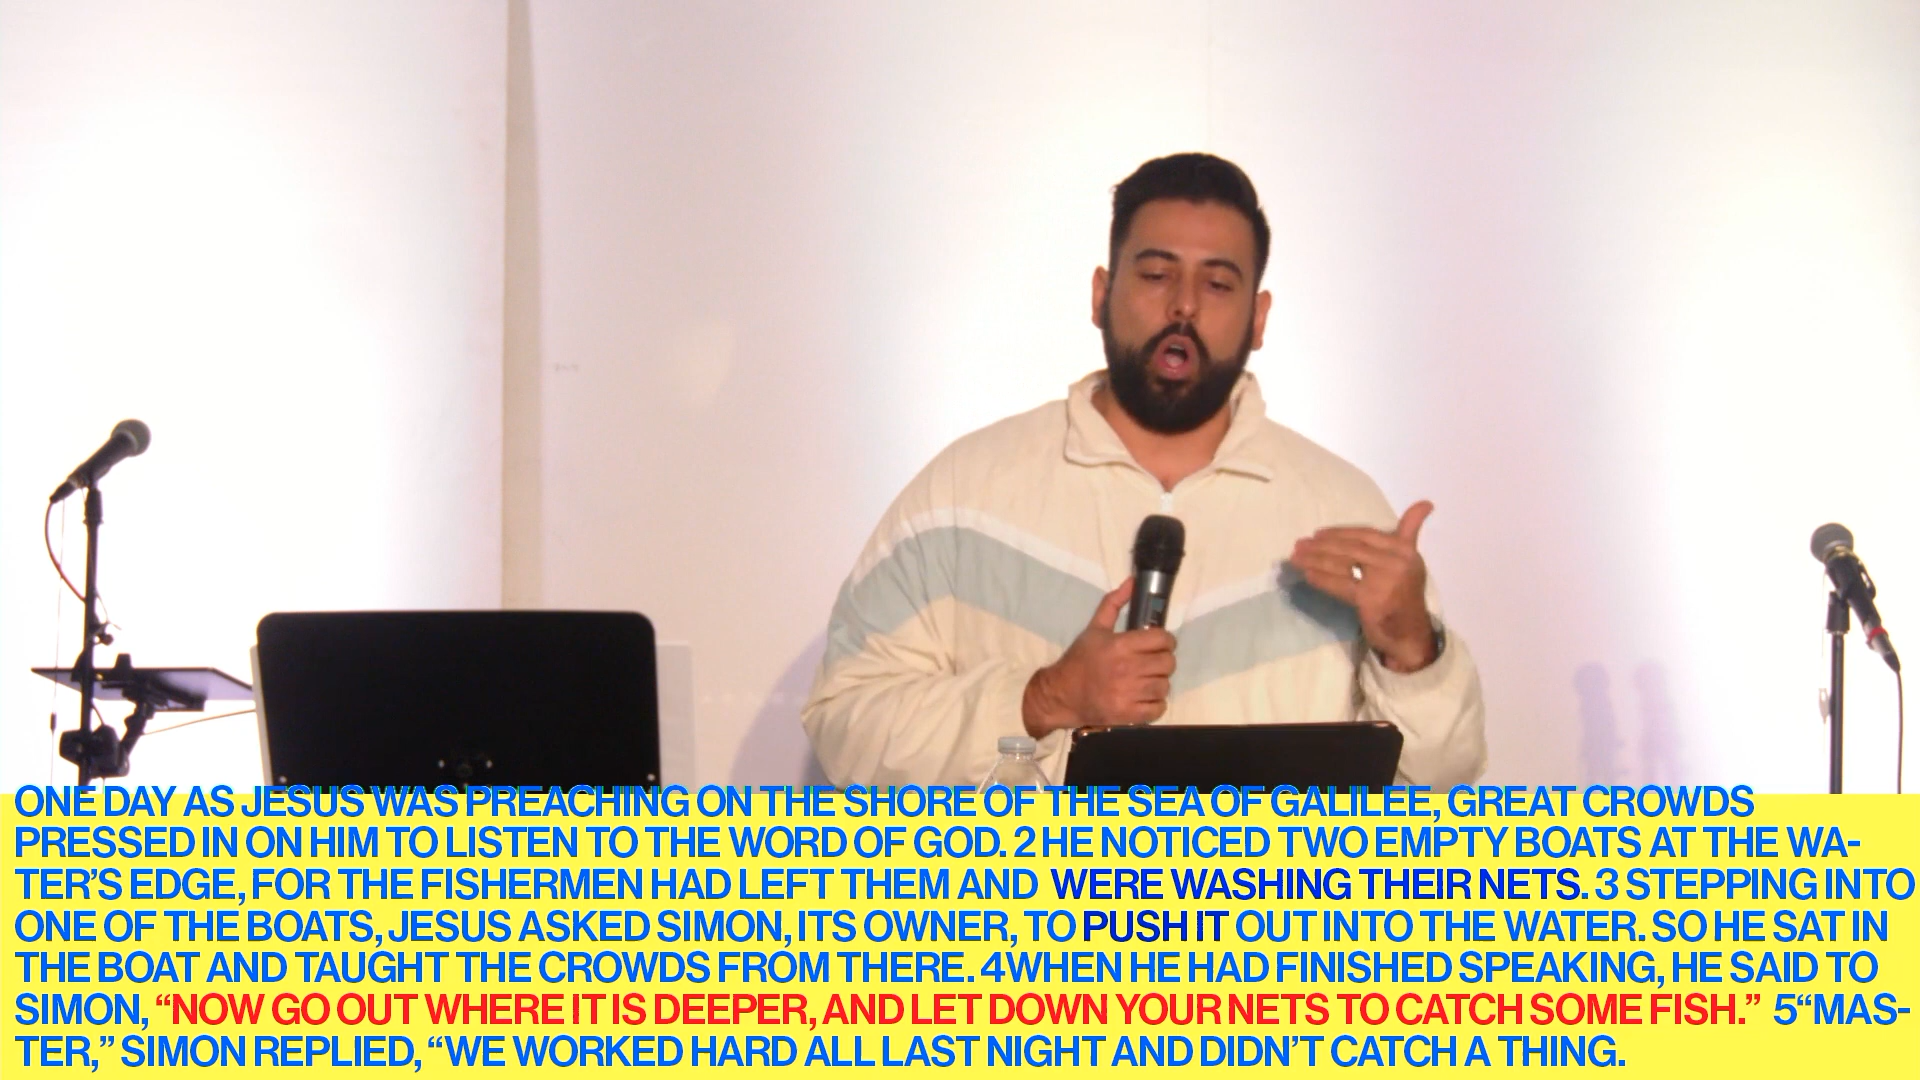 ONE DAY AS JESUS WAS PREACHING ON THE SHORE OF THE SEA OF GALILEE, GREAT CROWDS
PRESSED IN ON HIM TO LISTEN TO THE WORD OF GOD. 2 HE NOTICED TWO EMPTY BOATS AT THE WA-
TER’S EDGE, FOR THE FISHERMEN HAD LEFT THEM AND WERE WASHING THEIR NETS. 3 STEPPING INTO
ONE OF THE BOATS, JESUS ASKED SIMON, ITS OWNER, TO PUSH IT OUT INTO THE WATER. SO HE SAT IN
THE BOAT AND TAUGHT THE CROWDS FROM THERE. 4WHEN HE HAD FINISHED SPEAKING, HE SAID TO
SIMON, “NOW GO OUT WHERE IT IS DEEPER, AND LET DOWN YOUR NETS TO CATCH SOME FISH.” 5“MAS-
TER,” SIMON REPLIED, “WE WORKED HARD ALL LAST NIGHT AND DIDN’T CATCH A THING.